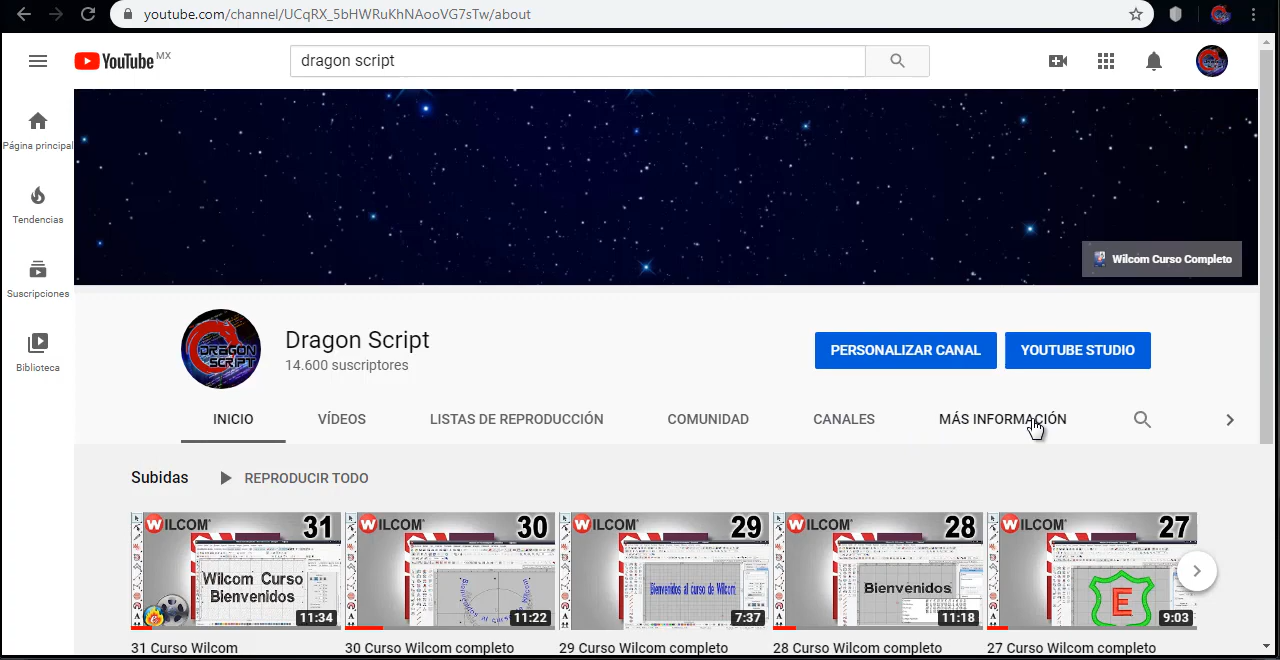 youtube.com/channel/UCqRX_5bHWRuKhNAooVG7sTw/about
YouTube MX
dragon script
Página principal
Tendencias
Suscripciones
Biblioteca
Wilcom Curso Completo
DRAGON
SCRIPT
Dragon Script
14.600 suscriptores
PERSONALIZAR CANAL
YOUTUBE STUDIO
INICIO
VÍDEOS
LISTAS DE REPRODUCCIÓN
COMUNIDAD
CANALES
MÁS INFORMACIÓN
Subidas
REPRODUCIR TODO
WILCOM 31
Wilcom Curso
Bienvenidos
11:34
WILCOM 30
11:22
WILCOM 29
Bienvenidos al curso de Wilcom
7:37
WILCOM 28
Bienvenidos
11:18
WILCOM 27
E
9:03
31 Curso Wilcom
30 Curso Wilcom completo
29 Curso Wilcom completo
28 Curso Wilcom completo
27 Curso Wilcom completo